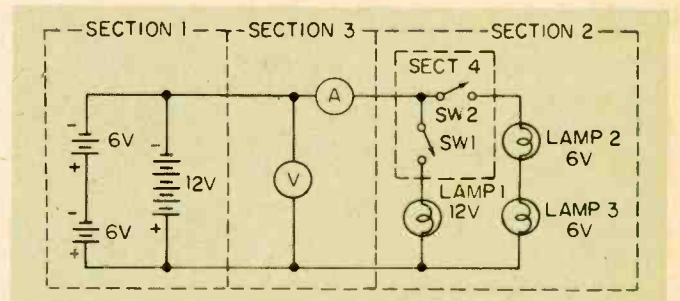 SECTION 1
SECTION 3
SECTION 2
SECT 4
A
SW2
SW1
-
6V
+
-
12V
+
-
6V
+
V
LAMP 1
12V
LAMP 2
6V
LAMP 3
6V